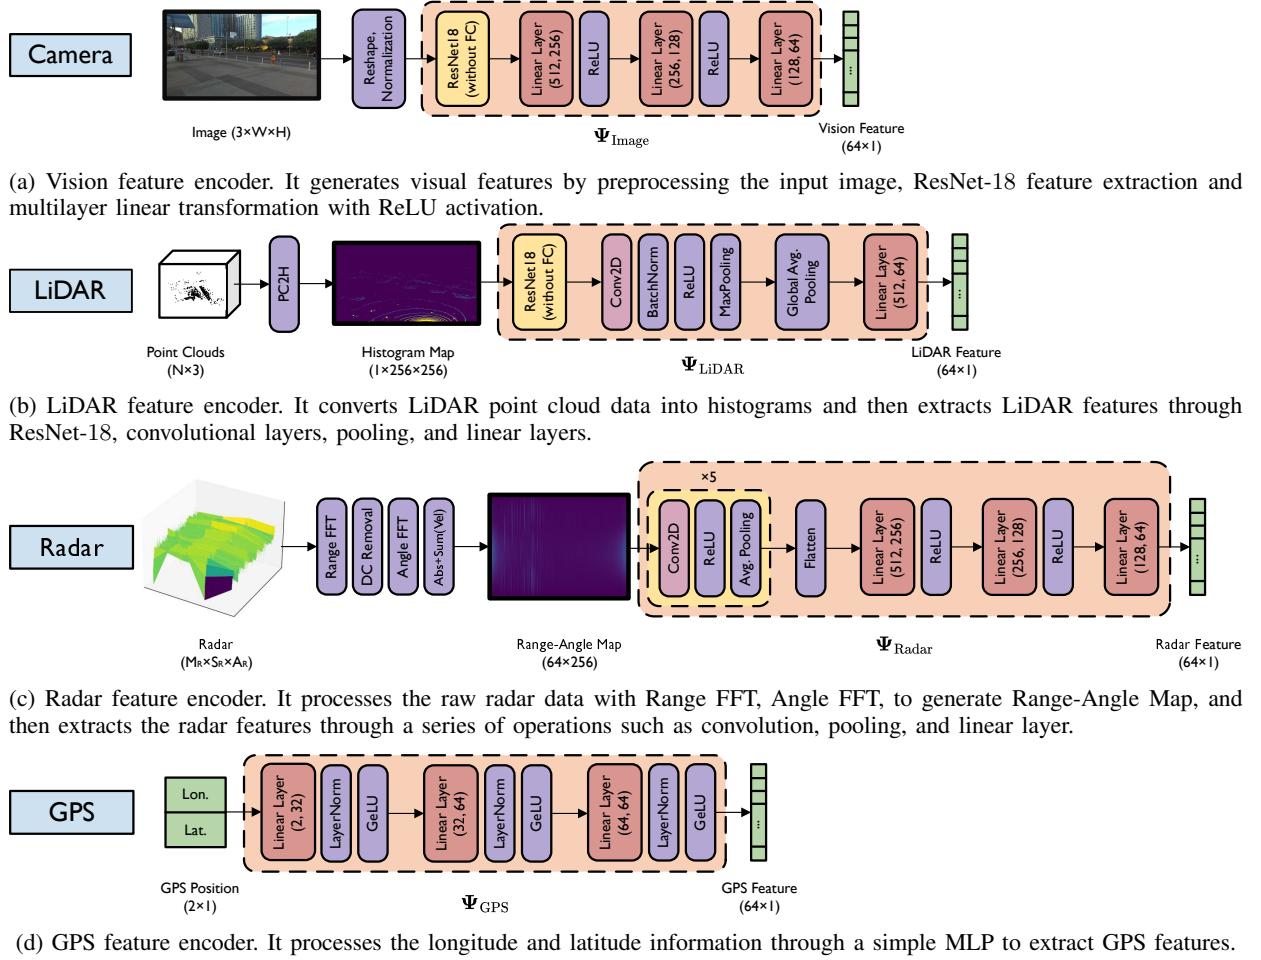 Camera
Image (3×W×H)
Reshape,
Normalization
ResNet18
(without FC)
Linear Layer
(512, 256)
ReLU
Linear Layer
(256, 128)
ReLU
Linear Layer
(128, 64)
Ψ Image
...
Vision Feature
(64×1)
(a) Vision feature encoder. It generates visual features by preprocessing the input image, ResNet-18 feature extraction and
multilayer linear transformation with ReLU activation.
LiDAR
Point Clouds
(N×3)
PC2H
Histogram Map
(1×256×256)
ResNet18
(without FC)
Conv2D
BatchNorm
ReLU
MaxPooling
Global Avg.
Pooling
Linear Layer
(512, 64)
Ψ LiDAR
...
LiDAR Feature
(64×1)
(b) LiDAR feature encoder. It converts LiDAR point cloud data into histograms and then extracts LiDAR features through
ResNet-18, convolutional layers, pooling, and linear layers.
Radar
Radar
(MR×SR×AR)
Range FFT
DC Removal
Angle FFT
Abs+Sum(Vel)
Range-Angle Map
(64×256)
×5
Conv2D
ReLU
Avg. Pooling
Flatten
Linear Layer
(512, 256)
ReLU
Linear Layer
(256, 128)
ReLU
Linear Layer
(128, 64)
Ψ Radar
...
Radar Feature
(64×1)
(c) Radar feature encoder. It processes the raw radar data with Range FFT, Angle FFT, to generate Range-Angle Map, and
then extracts the radar features through a series of operations such as convolution, pooling, and linear layer.
GPS
Lon.
Lat.
GPS Position
(2×1)
Linear Layer
(2, 32)
LayerNorm
GeLU
Linear Layer
(32, 64)
LayerNorm
GeLU
Linear Layer
(64, 64)
LayerNorm
GeLU
Ψ GPS
...
GPS Feature
(64×1)
(d) GPS feature encoder. It processes the longitude and latitude information through a simple MLP to extract GPS features.